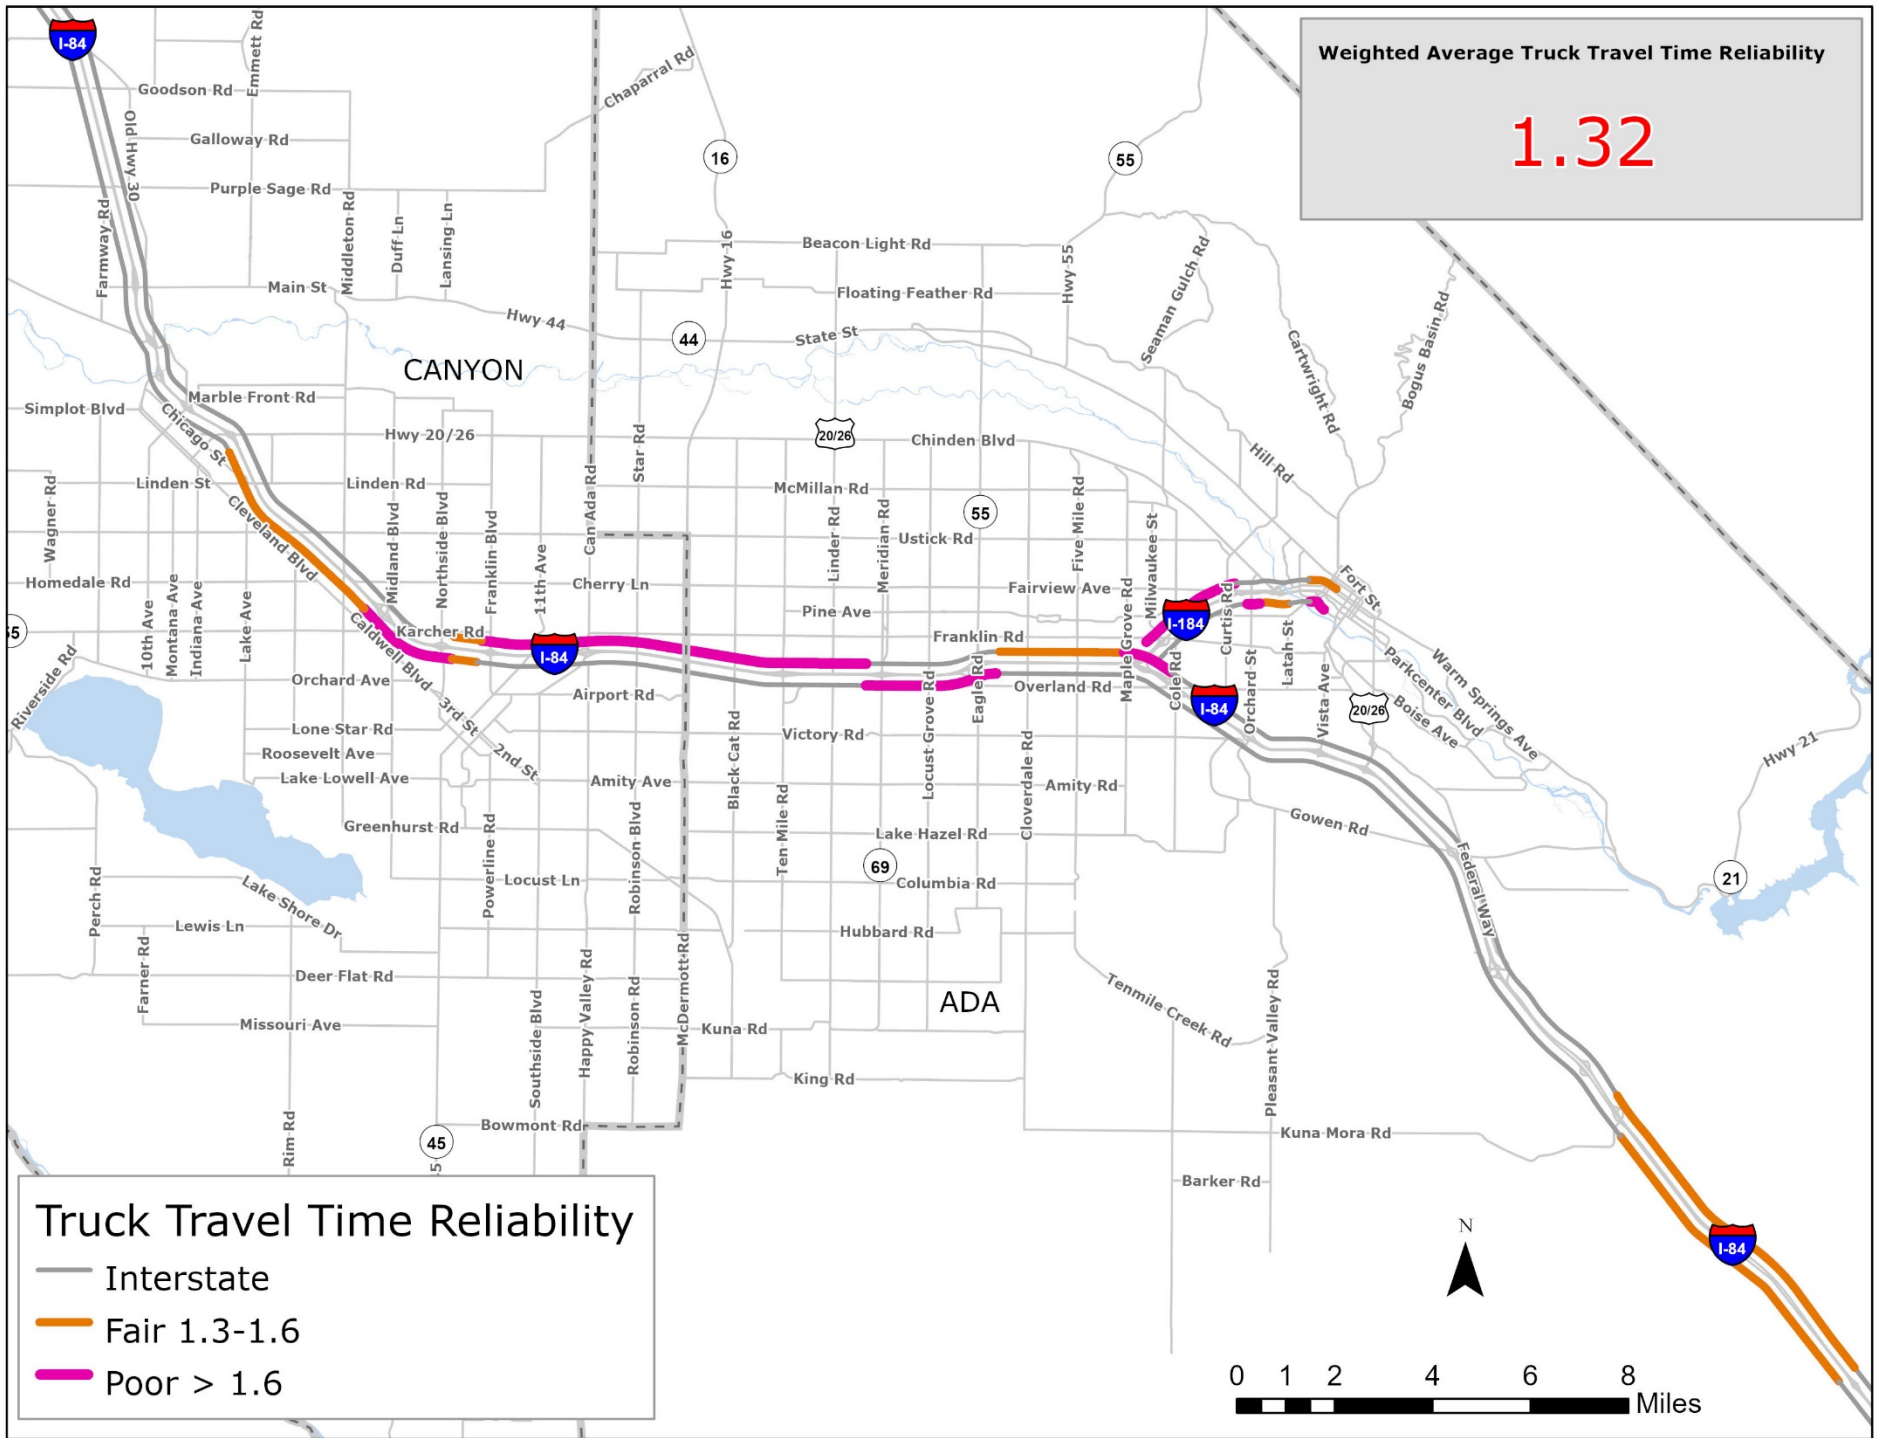 I-84
Weighted Average Truck Travel Time Reliability
1.32
Emmett Rd
Goodson Rd
Chaparral Rd
Old Hwy 30
Galloway Rd
16
55
Purple Sage Rd
Farmway Rd
Middleton Rd
Duff Ln
Lansing Ln
Hwy 16
Beacon Light Rd
Hwy 55
Seaman Gulch Rd
Main St
Floating Feather Rd
Bogus Basin Rd
Hwy 44
44
State St
Cartwright Rd
CANYON
Marble Front Rd
Simplot Blvd
Chicago St
Hwy 20/26
20/26
Chinden Blvd
Star Rd
Hill Rd
Linden St
Linden Rd
McMillan Rd
Wagner Rd
Cleveland Blvd
Midland Blvd
Northside Blvd
Franklin Blvd
11th Ave
Can Ada Rd
Linder Rd
Meridian Rd
55
Five Mile Rd
Milwaukee St
Ustick Rd
Homedale Rd
Cherry Ln
Fairview Ave
Fort St
10th Ave
Montana Ave
Indiana Ave
Lake Ave
Pine Ave
Maple Grove Rd
Curtis Rd
I-184
55
Caldwell Blvd
Karcher Rd
I-84
Franklin Rd
Latah St
Riverside Rd
Orchard Ave
Airport Rd
Eagle Rd
Overland Rd
Cole Rd
Orchard St
Vista Ave
Parkcenter Blvd
Warm Springs Ave
I-84
20/26
Boise Ave
3rd St
Lone Star Rd
Victory Rd
Locust Grove Rd
Roosevelt Ave
2nd St
Hwy 21
Lake Lowell Ave
Amity Ave
Black Cat Rd
Cloverdale Rd
Amity Rd
Greenhurst Rd
Powerline Rd
Robinson Blvd
Ten Mile Rd
Lake Hazel Rd
Gowen Rd
Federal Way
69
21
Perch Rd
Lake Shore Dr
Locust Ln
Columbia Rd
Lewis Ln
Hubbard Rd
Farner Rd
Deer Flat Rd
Southside Blvd
Happy Valley Rd
Robinson Rd
McDermott Rd
ADA
Tenmile Creek Rd
Pleasant Valley Rd
Missouri Ave
Kuna Rd
King Rd
Rim Rd
45
5
Bowmont Rd
Kuna Mora Rd
Barker Rd
Truck Travel Time Reliability
Interstate
Fair 1.3-1.6
Poor > 1.6
N
I-84
0 1 2 4 6 8
Miles